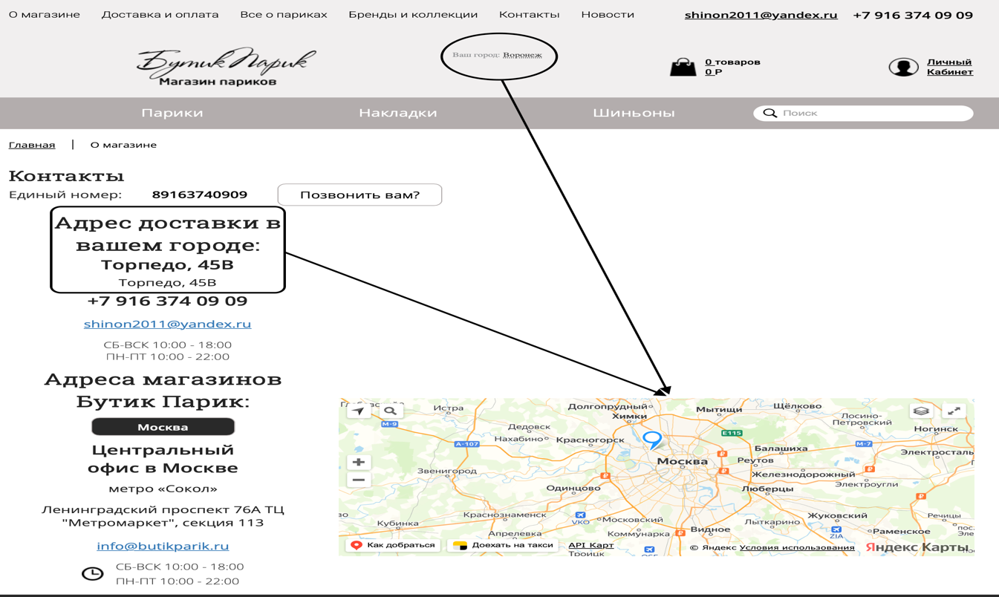 О магазине Доставка и оплата Все о париках Бренды и коллекции Контакты Новости shinon2011@yandex.ru +7 916 374 09 09
Бутик Парик
Магазин париков
Ваш город: Воронеж
0 товаров
0 Р
Личный
Кабинет
Парики Накладки Шиньоны Поиск
Главная | О магазине
Контакты
Единый номер: 89163740909 Позвонить вам?
Адрес доставки в
вашем городе:
Торпедо, 45В
Торпедо, 45В
+7 916 374 09 09
shinon2011@yandex.ru
СБ-ВСК 10:00 - 18:00
ПН-ПТ 10:00 - 22:00
Адреса магазинов
Бутик Парик:
Москва
Центральный
офис в Москве
метро «Сокол»
Ленинградский проспект 76А ТЦ
"Метромаркет", секция 113
info@butikparik.ru
СБ-ВСК 10:00 - 18:00
ПН-ПТ 10:00 - 22:00
Истра
Долгопрудный
Химки
Мытищи
Щёлково
Лосино-
Петровский
Ногинск
М-9
Дедовск
Нахабино
Красногорск
А-107
Е115
М-7
Балашиха
Электросталь
Москва
Реутов
Звенигород
Железнодорожный
Электроугли
Одинцово
Люберцы
Краснознаменск
VKO
Московский
Жуковский
Речицы
Кубинка
Лыткарино
Апрелевка
Коммунарка
Видное
ZIA
Раменское
Как добраться
Доехать на такси
API Карт
Троицк
© Яндекс Условия использования
Яндекс Карты